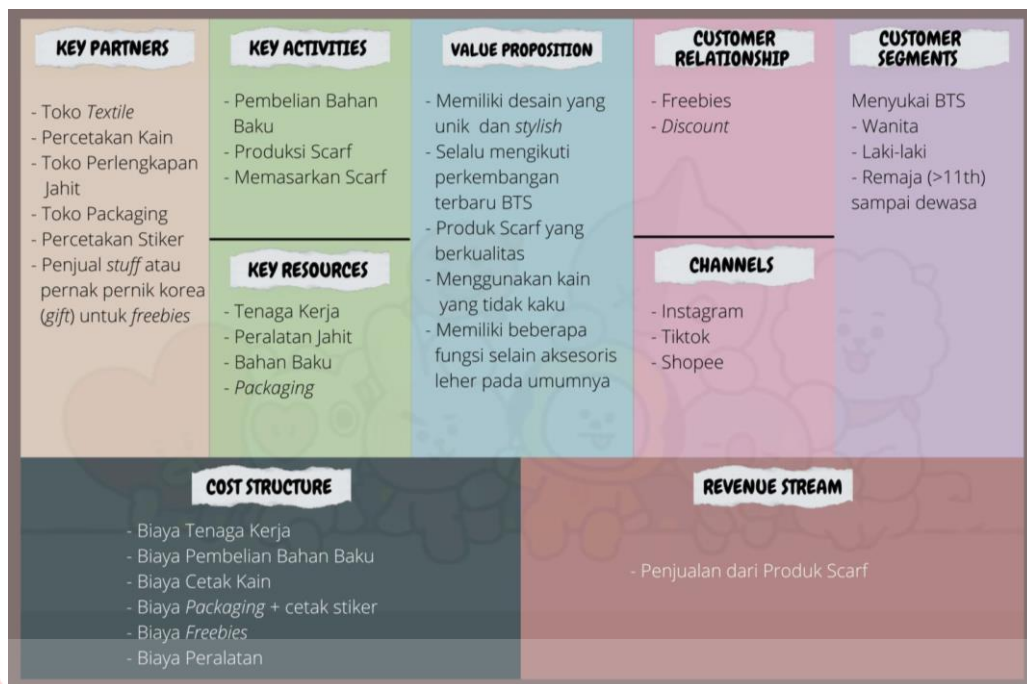 KEY PARTNERS
- Toko Textile
- Percetakan Kain
- Toko Perlengkapan
Jahit
- Toko Packaging
- Percetakan Stiker
- Penjual stuff atau
pernak pernik korea
(gift) untuk freebies
KEY ACTIVITIES
- Pembelian Bahan
Baku
- Produksi Scarf
- Memasarkan Scarf
KEY RESOURCES
- Tenaga Kerja
- Peralatan Jahit
- Bahan Baku
- Packaging
VALUE PROPOSITION
- Memiliki desain yang
unik dan stylish
- Selalu mengikuti
perkembangan
terbaru BTS
- Produk Scarf yang
berkualitas
- Menggunakan kain
yang tidak kaku
- Memiliki beberapa
fungsi selain aksesoris
leher pada umumnya
CUSTOMER
RELATIONSHIP
- Freebies
- Discount
CHANNELS
- Instagram
- Tiktok
- Shopee
CUSTOMER
SEGMENTS
Menyukai BTS
- Wanita
- Laki-laki
- Remaja (>11th)
sampai dewasa
COST STRUCTURE
- Biaya Tenaga Kerja
- Biaya Pembelian Bahan Baku
- Biaya Cetak Kain
- Biaya Packaging + cetak stiker
- Biaya Freebies
- Biaya Peralatan
REVENUE STREAM
- Penjualan dari Produk Scarf